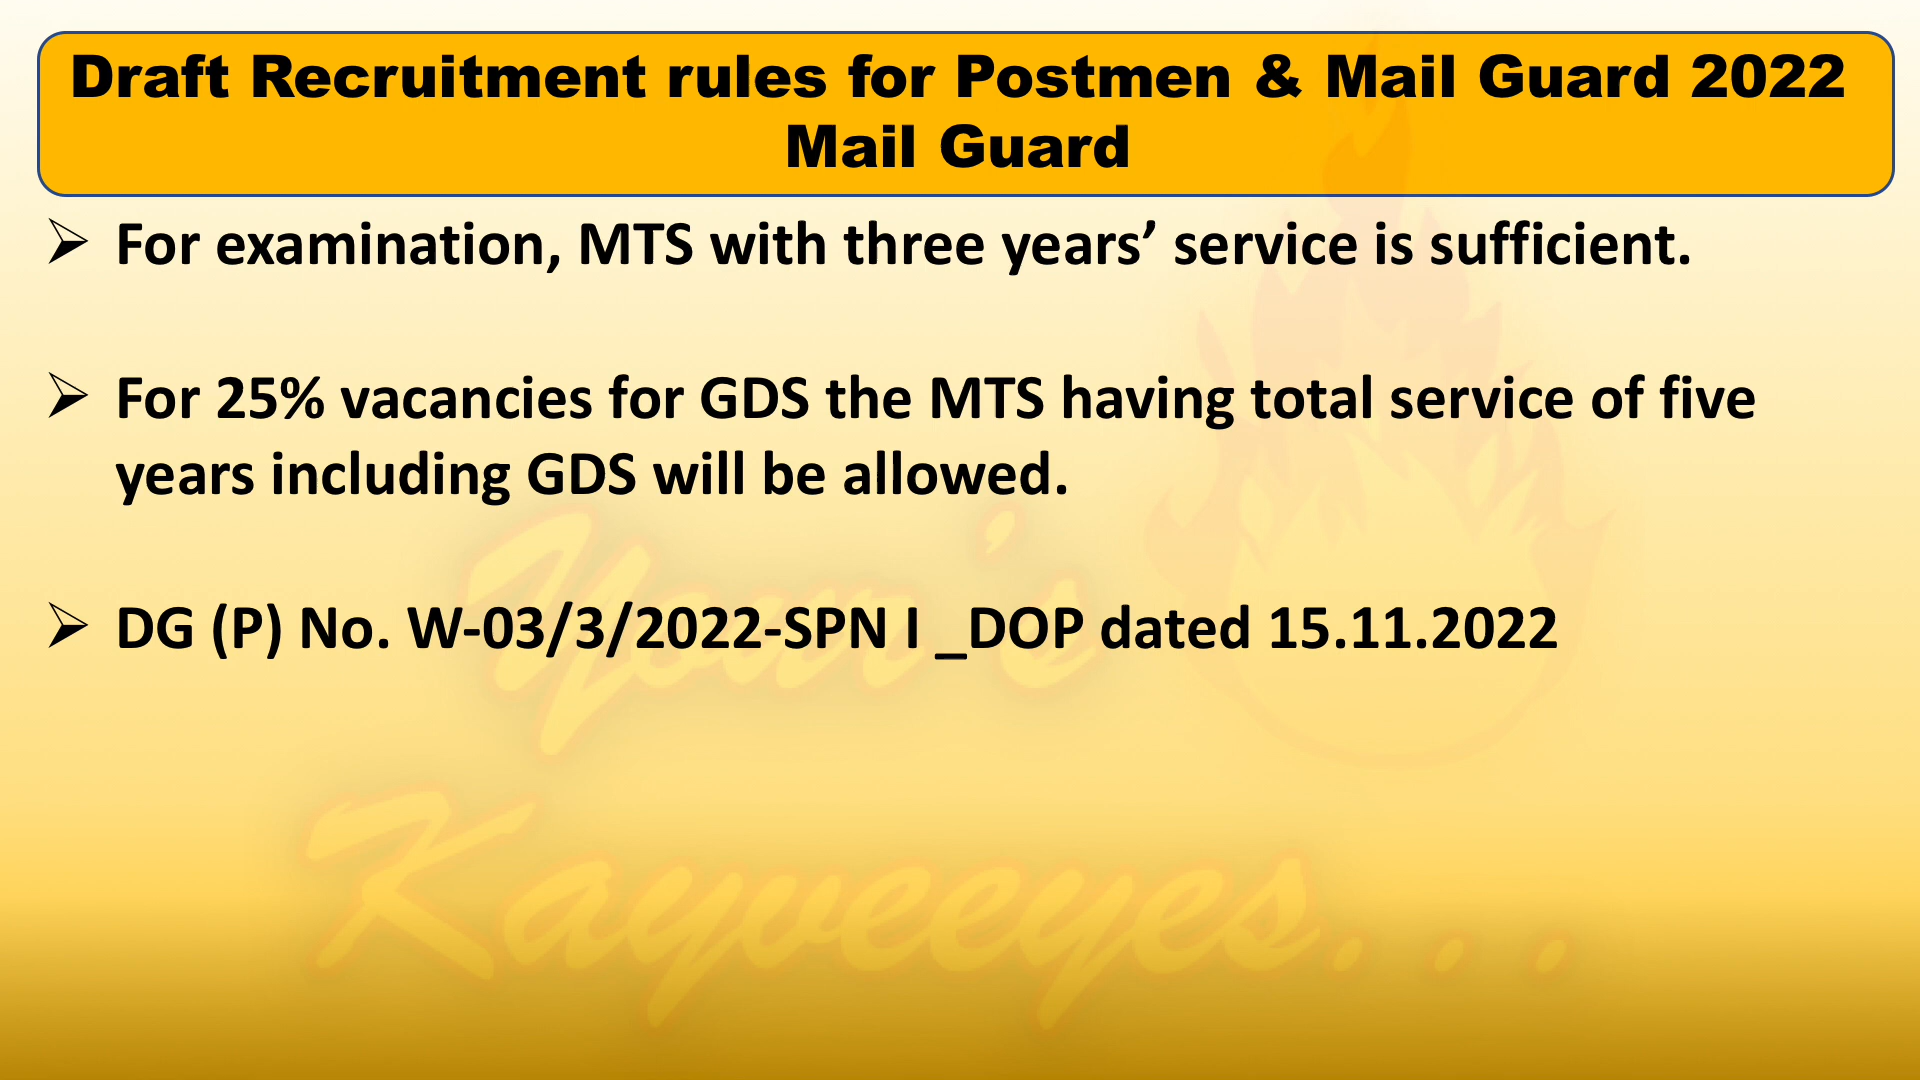 Draft Recruitment rules for Postmen & Mail Guard 2022
Mail Guard
➢ For examination, MTS with three years’ service is sufficient.
➢ For 25% vacancies for GDS the MTS having total service of five
years including GDS will be allowed.
➢ DG (P) No. W-03/3/2022-SPN I _DOP dated 15.11.2022
Your's
Kayveeyes...